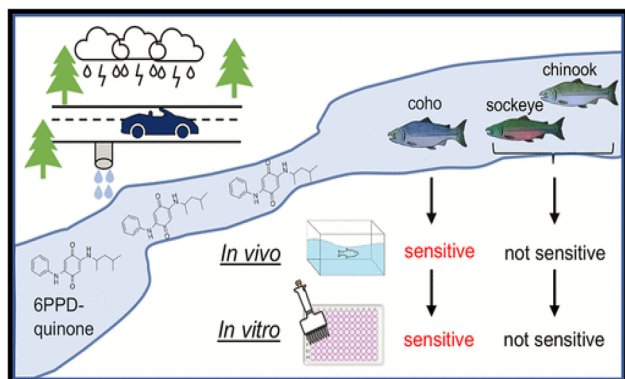 chinook
coho
sockeye
In vivo
sensitive
not sensitive
6PPD-
quinone
In vitro
sensitive
not sensitive